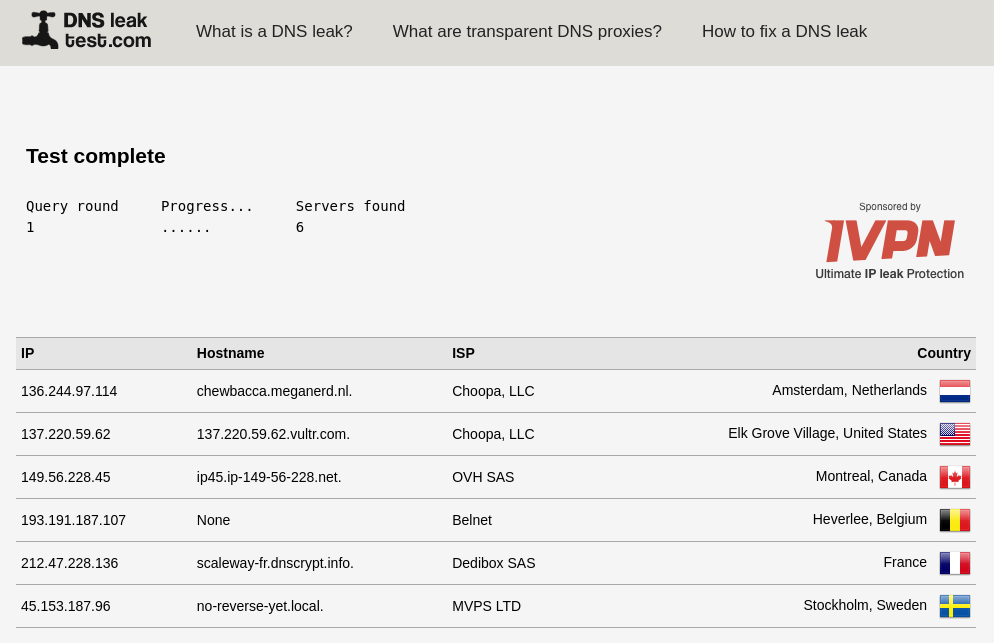 DNS leak
test.com
What is a DNS leak? What are transparent DNS proxies? How to fix a DNS leak
Test complete
Query round Progress... Servers found
1 ...... 6
Sponsored by
IVPN
Ultimate IP leak Protection
IP Hostname ISP Country
136.244.97.114 chewbacca.meganerd.nl. Choopa, LLC Amsterdam, Netherlands
137.220.59.62 137.220.59.62.vultr.com. Choopa, LLC Elk Grove Village, United States
149.56.228.45 ip45.ip-149-56-228.net. OVH SAS Montreal, Canada
193.191.187.107 None Belnet Heverlee, Belgium
212.47.228.136 scaleway-fr.dnscrypt.info. Dedibox SAS France
45.153.187.96 no-reverse-yet.local. MVPS LTD Stockholm, Sweden